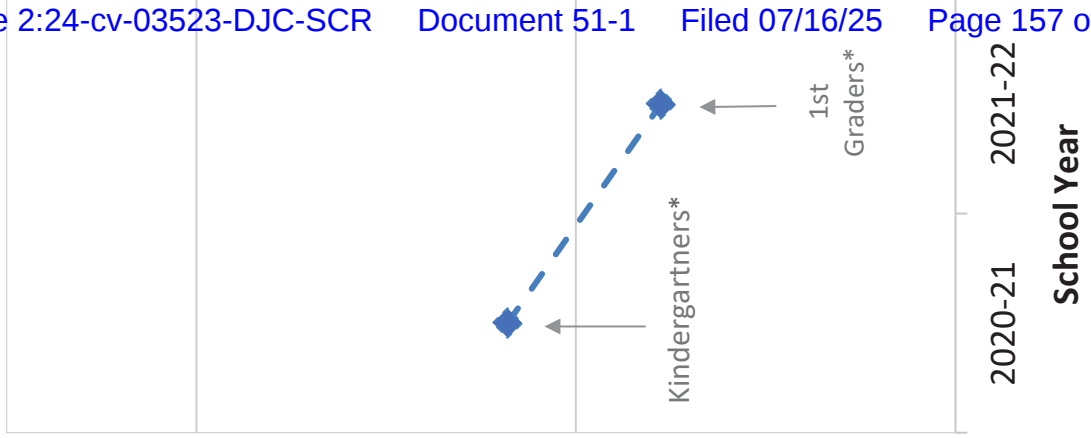 e 2:24-cv-03523-DJC-SCR Document 51-1 Filed 07/16/25 Page 157 o
Kindergartners*
1st
Graders*
2020-21
2021-22
School Year